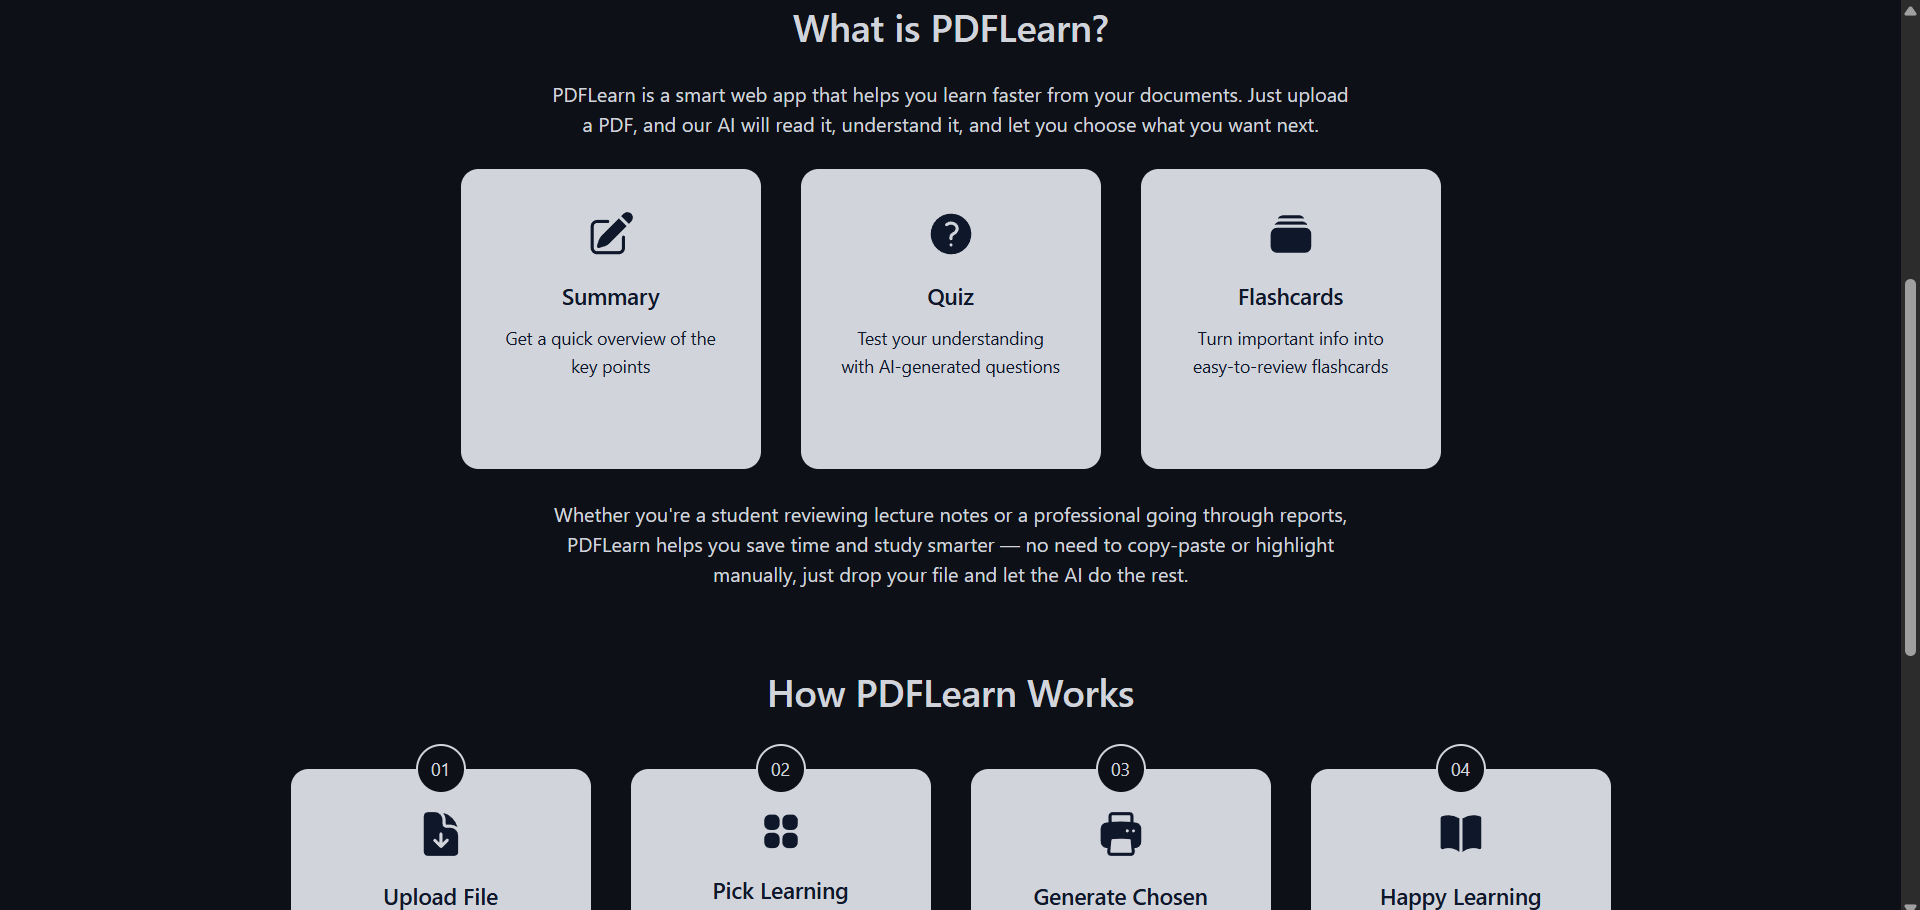 What is PDFLearn?
PDFLearn is a smart web app that helps you learn faster from your documents. Just upload
a PDF, and our AI will read it, understand it, and let you choose what you want next.
Summary
Get a quick overview of the
key points
Quiz
Test your understanding
with AI-generated questions
Flashcards
Turn important info into
easy-to-review flashcards
Whether you're a student reviewing lecture notes or a professional going through reports,
PDFLearn helps you save time and study smarter — no need to copy-paste or highlight
manually, just drop your file and let the AI do the rest.
How PDFLearn Works
01
Upload File
02
Pick Learning
03
Generate Chosen
04
Happy Learning